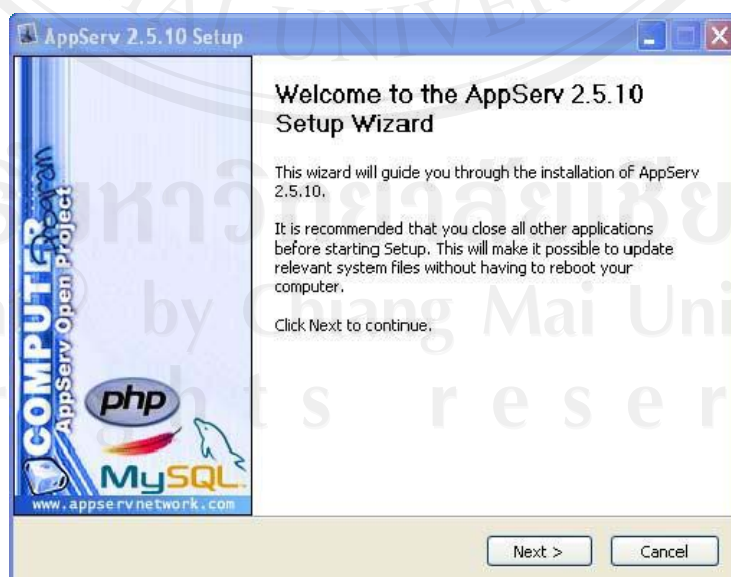 AppServ 2.5.10 Setup
Welcome to the AppServ 2.5.10
Setup Wizard
This wizard will guide you through the installation of AppServ
2.5.10.
It is recommended that you close all other applications
before starting Setup. This will make it possible to update
relevant system files without having to reboot your
computer.
Click Next to continue.
COMPUTER Program
AppServ Open Project
php
MySQL
www.appservnetwork.com
Next >
Cancel
UNIV
by Chiang Mai Uni
ghts reser